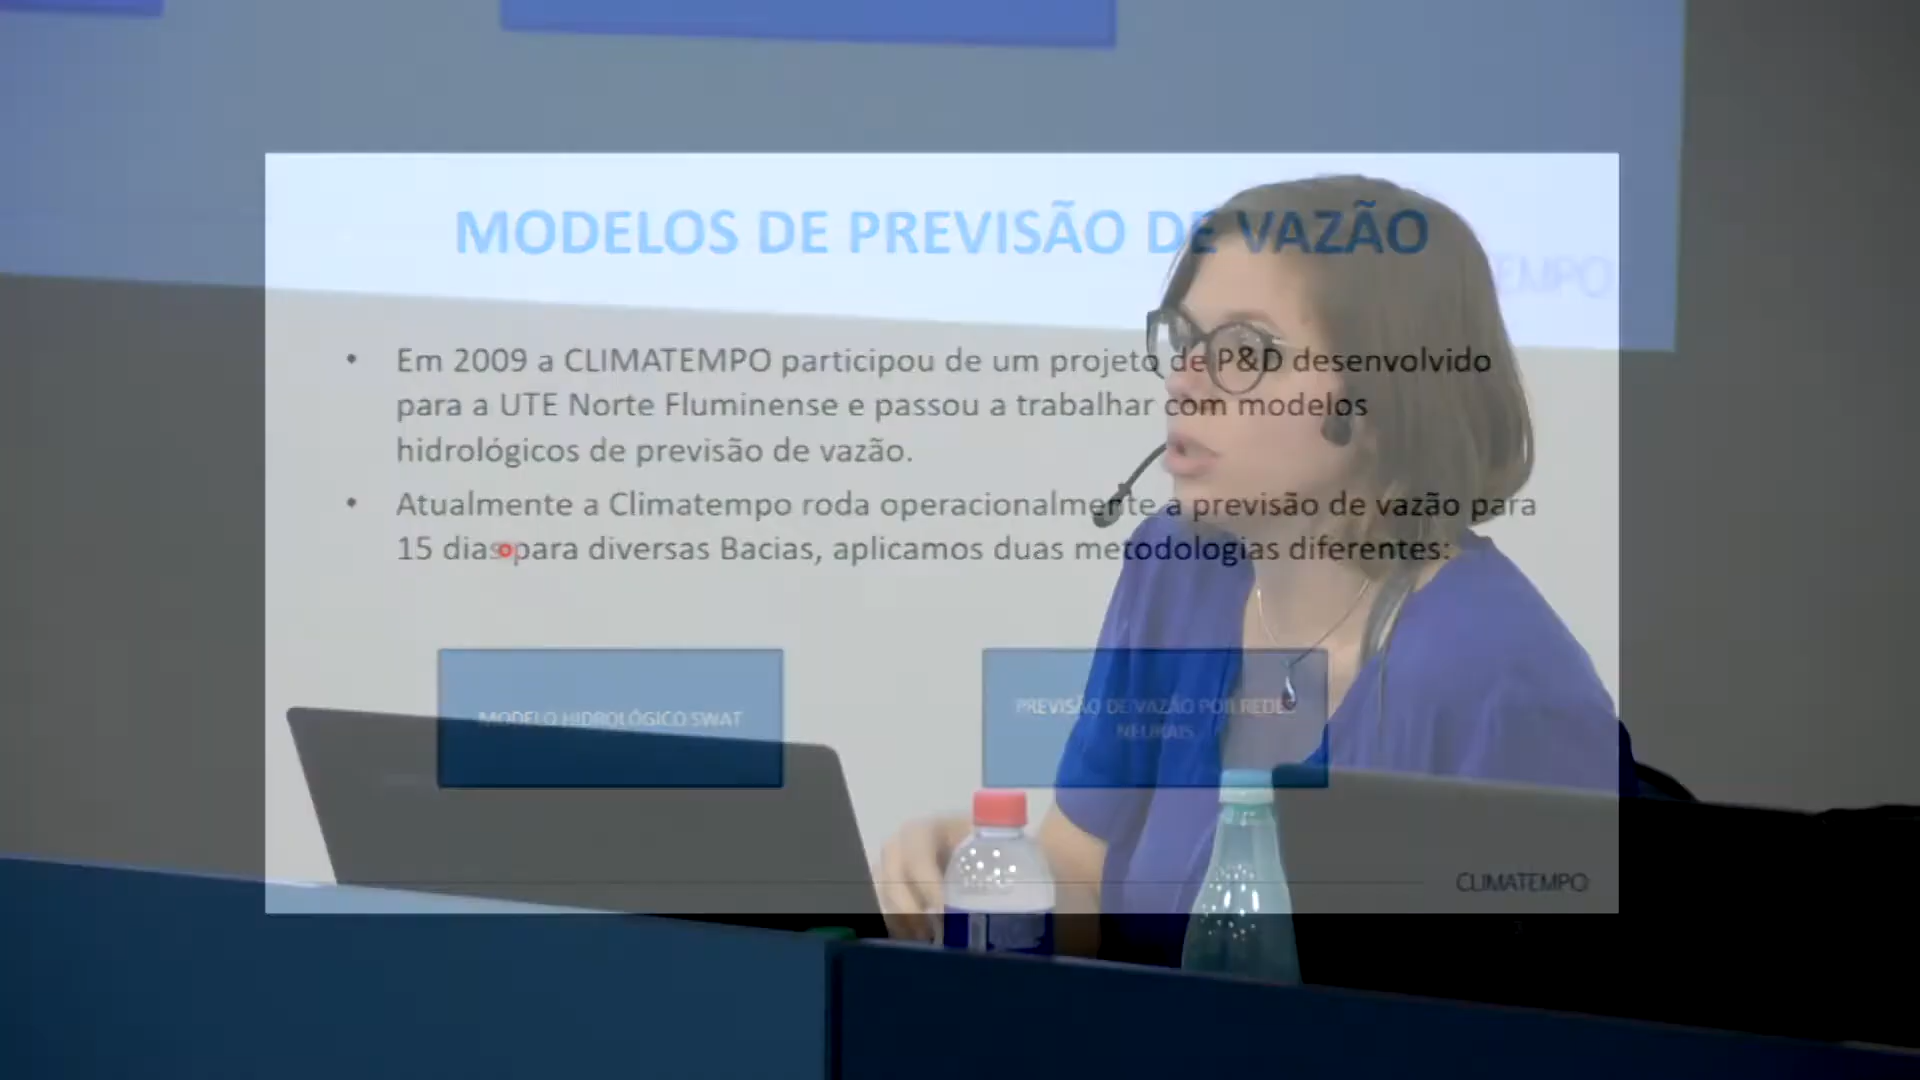 MODELOS DE PREVISÃO DE VAZÃO
EMPO
• Em 2009 a CLIMATEMPO participou de um projeto de P&D desenvolvido
para a UTE Norte Fluminense e passou a trabalhar com modelos
hidrológicos de previsão de vazão.
• Atualmente a Climatempo roda operacionalmente a previsão de vazão para
15 dias para diversas Bacias, aplicamos duas metodologias diferentes:
MODELO HIDROLÓGICO SWAT
PREVISÃO DE VAZÃO POR REDES
NEURAIS
CLIMATEMPO